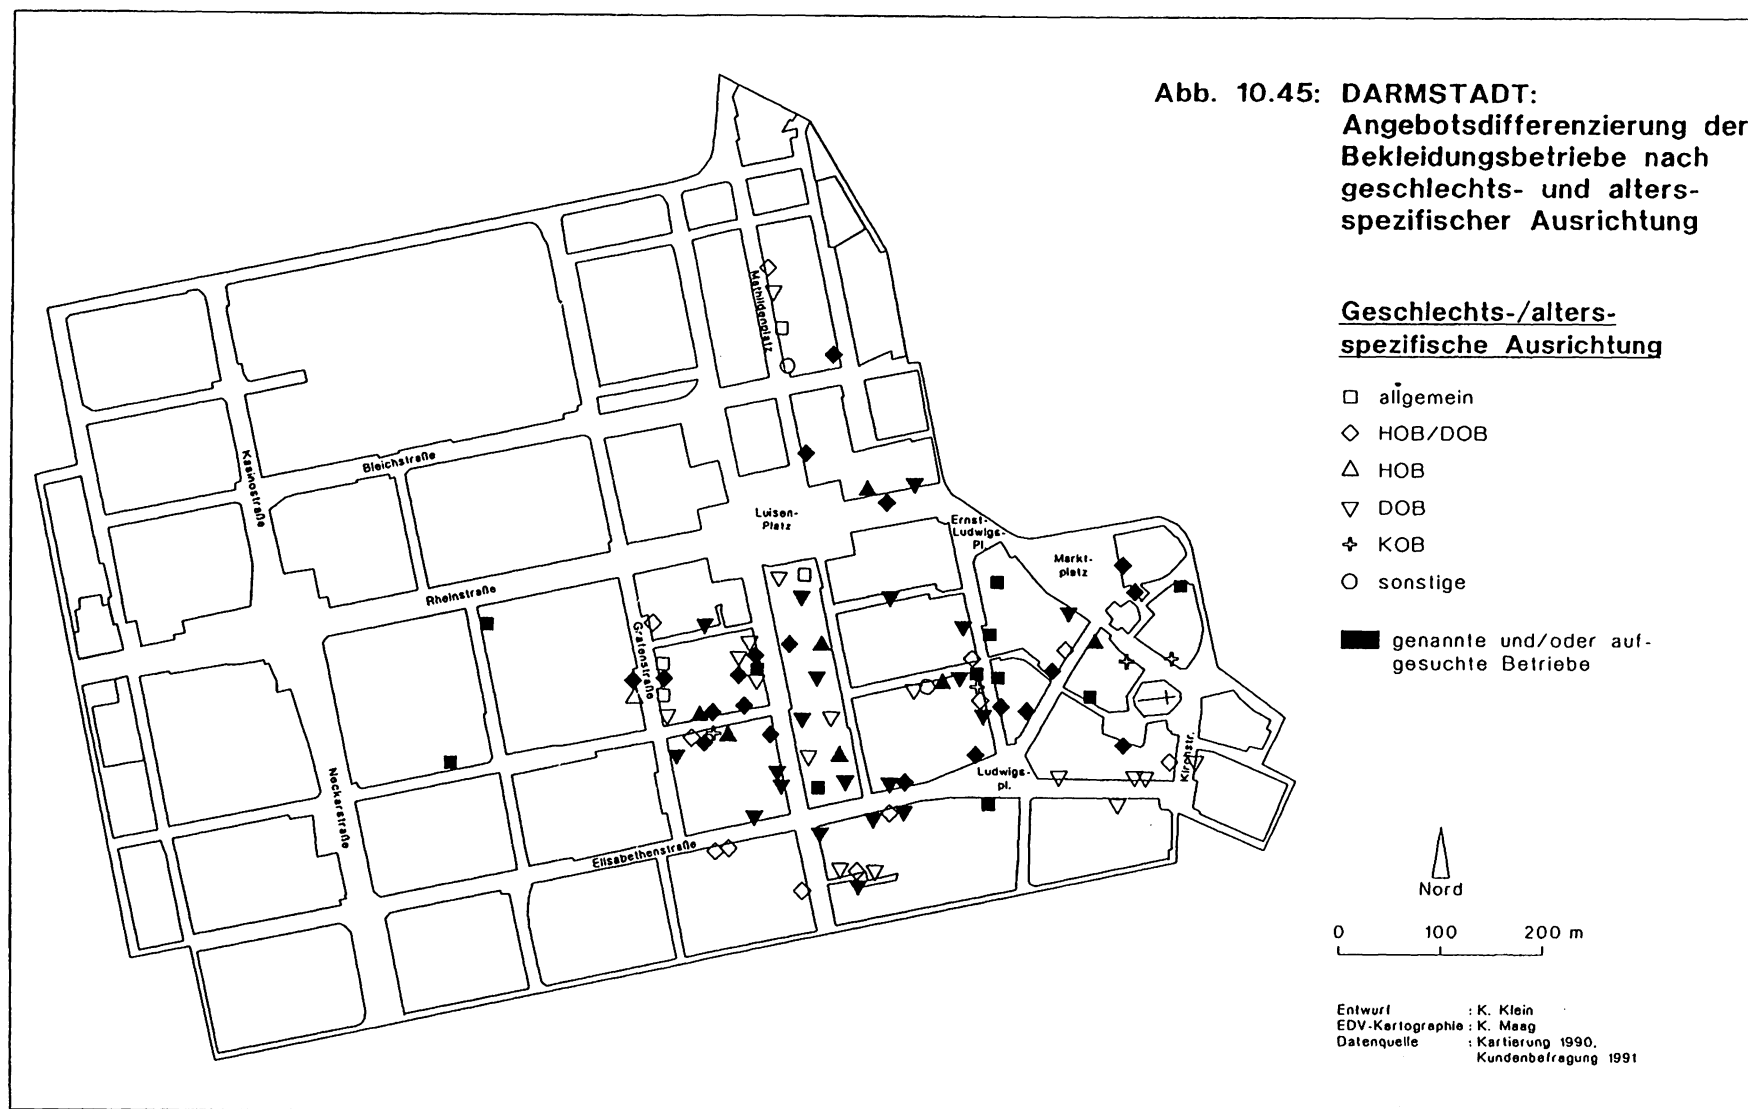 Abb. 10.45: DARMSTADT:
Angebotsdifferenzierung der
Bekleidungsbetriebe nach
geschlechts- und alters-
spezifischer Ausrichtung
Geschlechts-/alters-
spezifische Ausrichtung
allgemein
HOB/DOB
HOB
DOB
KOB
sonstige
genannte und/oder auf-
gesuchte Betriebe
Mathildenplatz
Kasinostraße
Bleichstraße
Luisen-
Platz
Ernst-
Ludwigs-
Pl.
Markt-
platz
Rheinstraße
Grafenstraße
Neckarstraße
Ludwigs-
pl.
Kirchstr.
Elisabethenstraße
Nord
0 100 200 m
Entwurf : K. Klein
EDV-Kartographie : K. Maag
Datenquelle : Kartierung 1990,
Kundenbefragung 1991